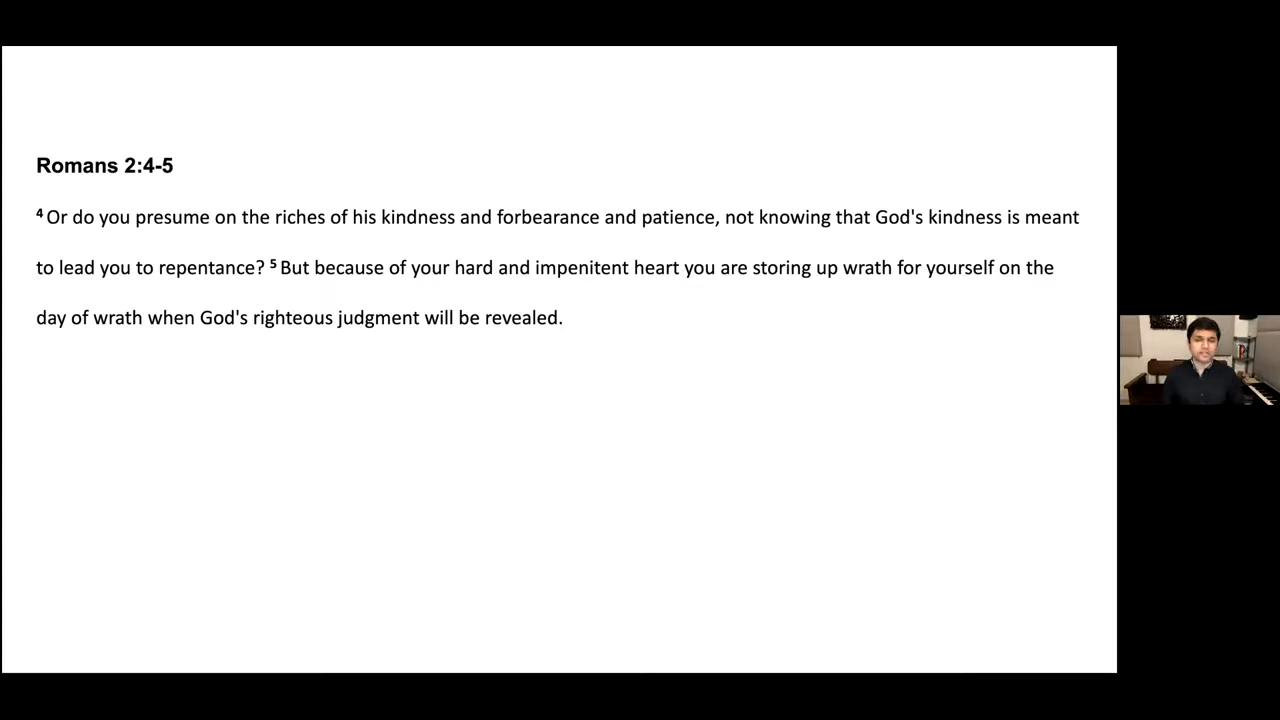 Romans 2:4-5
4 Or do you presume on the riches of his kindness and forbearance and patience, not knowing that God's kindness is meant
to lead you to repentance? 5 But because of your hard and impenitent heart you are storing up wrath for yourself on the
day of wrath when God's righteous judgment will be revealed.